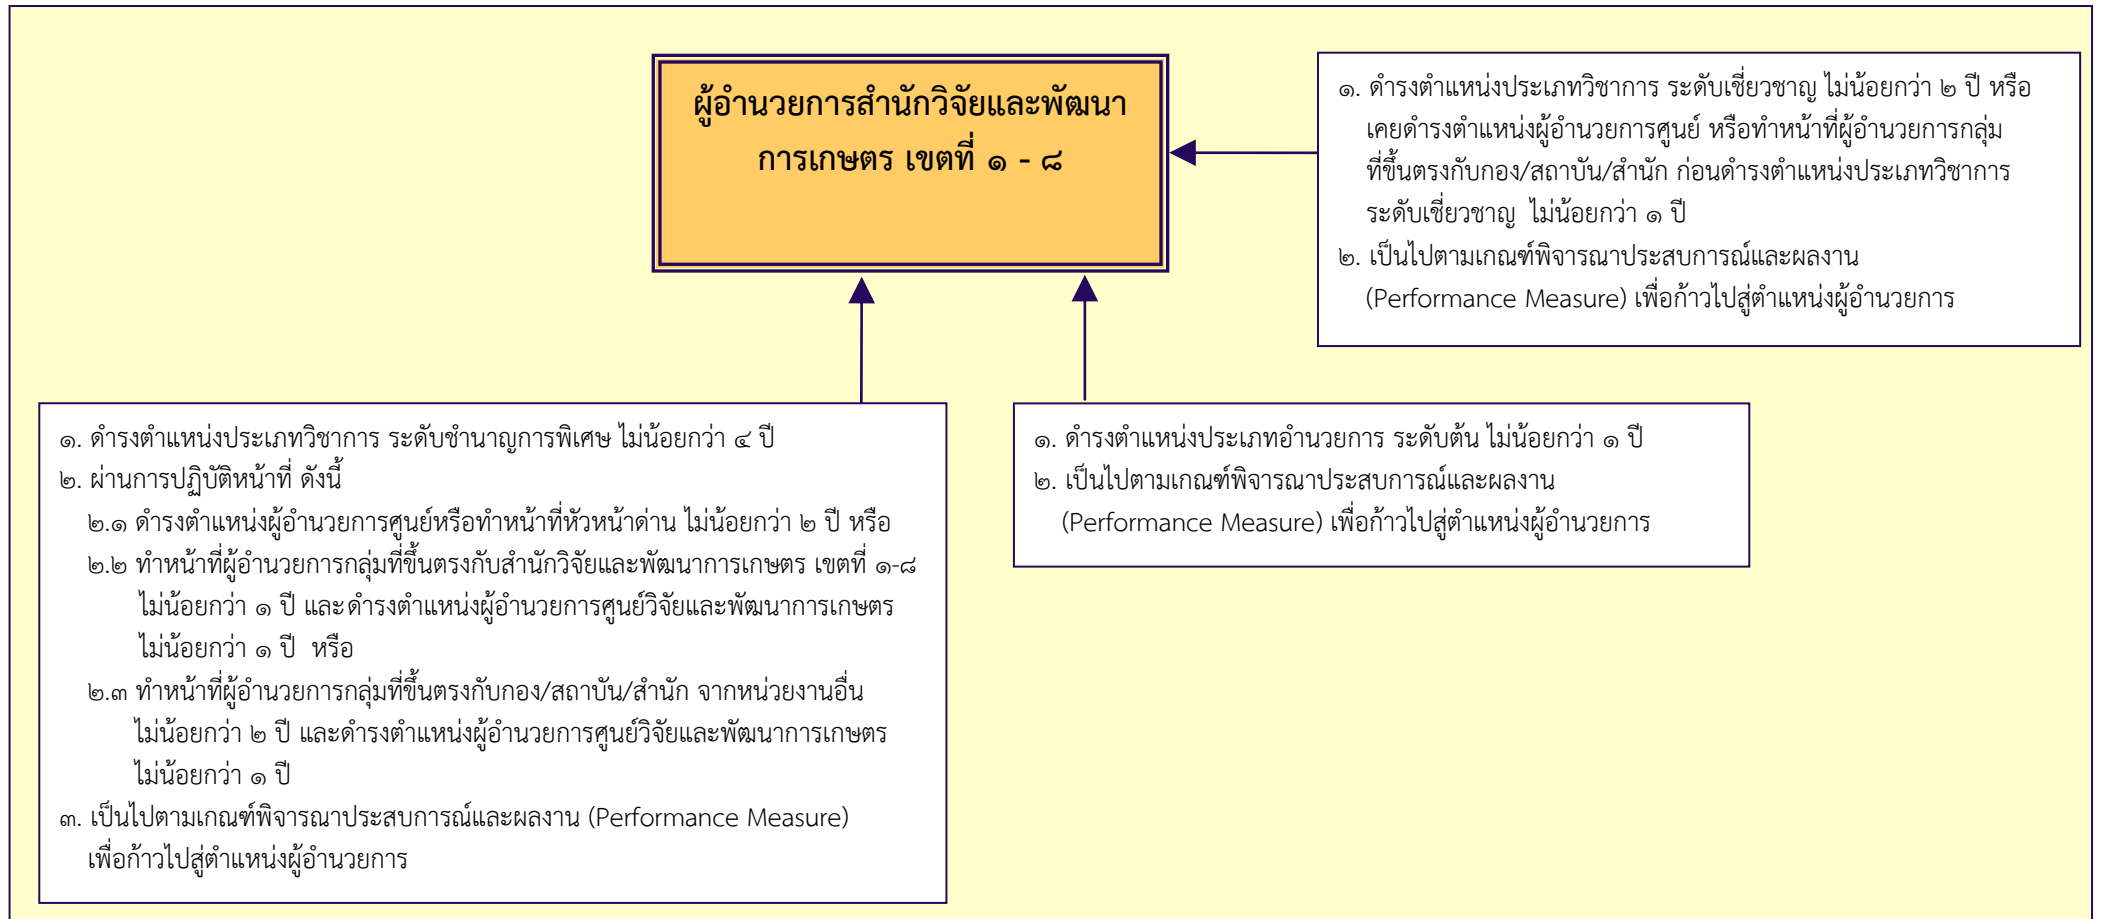 ผู้อำนวยการสำนักวิจัยและพัฒนา
การเกษตร เขตที่ ๑ - ๘
๑. ดำรงตำแหน่งประเภทวิชาการ ระดับเชี่ยวชาญ ไม่น้อยกว่า ๒ ปี หรือ
เคยดำรงตำแหน่งผู้อำนวยการศูนย์ หรือทำหน้าที่ผู้อำนวยการกลุ่ม
ที่ขึ้นตรงกับกอง/สถาบัน/สำนัก ก่อนดำรงตำแหน่งประเภทวิชาการ
ระดับเชี่ยวชาญ ไม่น้อยกว่า ๑ ปี
๒. เป็นไปตามเกณฑ์พิจารณาประสบการณ์และผลงาน
(Performance Measure) เพื่อก้าวไปสู่ตำแหน่งผู้อำนวยการ
๑. ดำรงตำแหน่งประเภทวิชาการ ระดับชำนาญการพิเศษ ไม่น้อยกว่า ๔ ปี
๒. ผ่านการปฏิบัติหน้าที่ ดังนี้
๒.๑ ดำรงตำแหน่งผู้อำนวยการศูนย์หรือทำหน้าที่หัวหน้าด่าน ไม่น้อยกว่า ๒ ปี หรือ
๒.๒ ทำหน้าที่ผู้อำนวยการกลุ่มที่ขึ้นตรงกับสำนักวิจัยและพัฒนาการเกษตร เขตที่ ๑-๘
ไม่น้อยกว่า ๑ ปี และดำรงตำแหน่งผู้อำนวยการศูนย์วิจัยและพัฒนาการเกษตร
ไม่น้อยกว่า ๑ ปี หรือ
๒.๓ ทำหน้าที่ผู้อำนวยการกลุ่มที่ขึ้นตรงกับกอง/สถาบัน/สำนัก จากหน่วยงานอื่น
ไม่น้อยกว่า ๒ ปี และดำรงตำแหน่งผู้อำนวยการศูนย์วิจัยและพัฒนาการเกษตร
ไม่น้อยกว่า ๑ ปี
๓. เป็นไปตามเกณฑ์พิจารณาประสบการณ์และผลงาน (Performance Measure)
เพื่อก้าวไปสู่ตำแหน่งผู้อำนวยการ
๑. ดำรงตำแหน่งประเภทอำนวยการ ระดับต้น ไม่น้อยกว่า ๑ ปี
๒. เป็นไปตามเกณฑ์พิจารณาประสบการณ์และผลงาน
(Performance Measure) เพื่อก้าวไปสู่ตำแหน่งผู้อำนวยการ